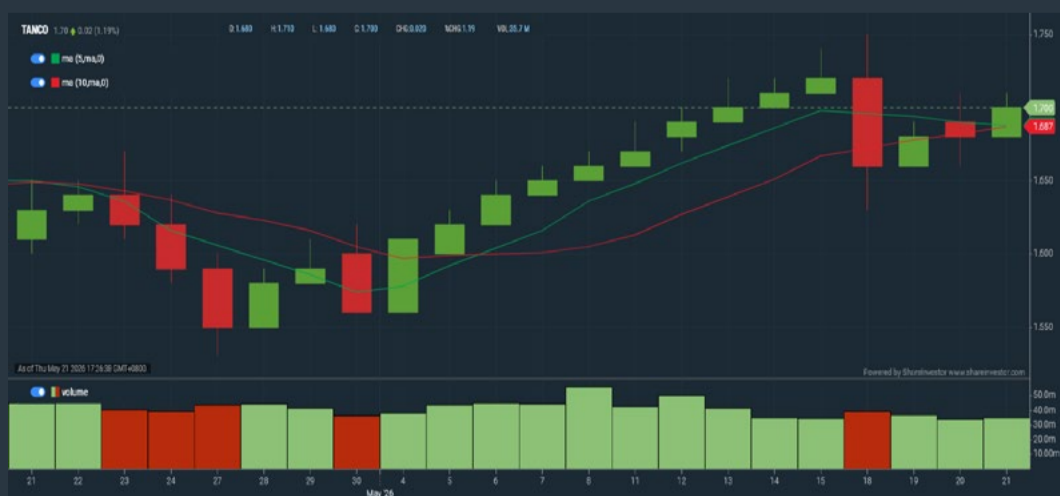 TANCO 1.70 0.02 (1.19%) O:1.680 H:1.710 L:1.680 C:1.700 CHG:0.020 %CHG:1.19 VOL:33.7 M
ma (5,ma,0)
ma (10,ma,0)
1.750
1.700
1.687
1.650
1.600
1.550
As of Thu May 21 2026 17:26:38 GMT+0800
Powered by ShareInvestor www.shareinvestor.com
volume
50.0m
40.0m
30.0m
20.0m
10.00m
21 22 23 24 27 28 29 30 4 5 6 7 8 11 12 13 14 15 18 19 20 21
May '26